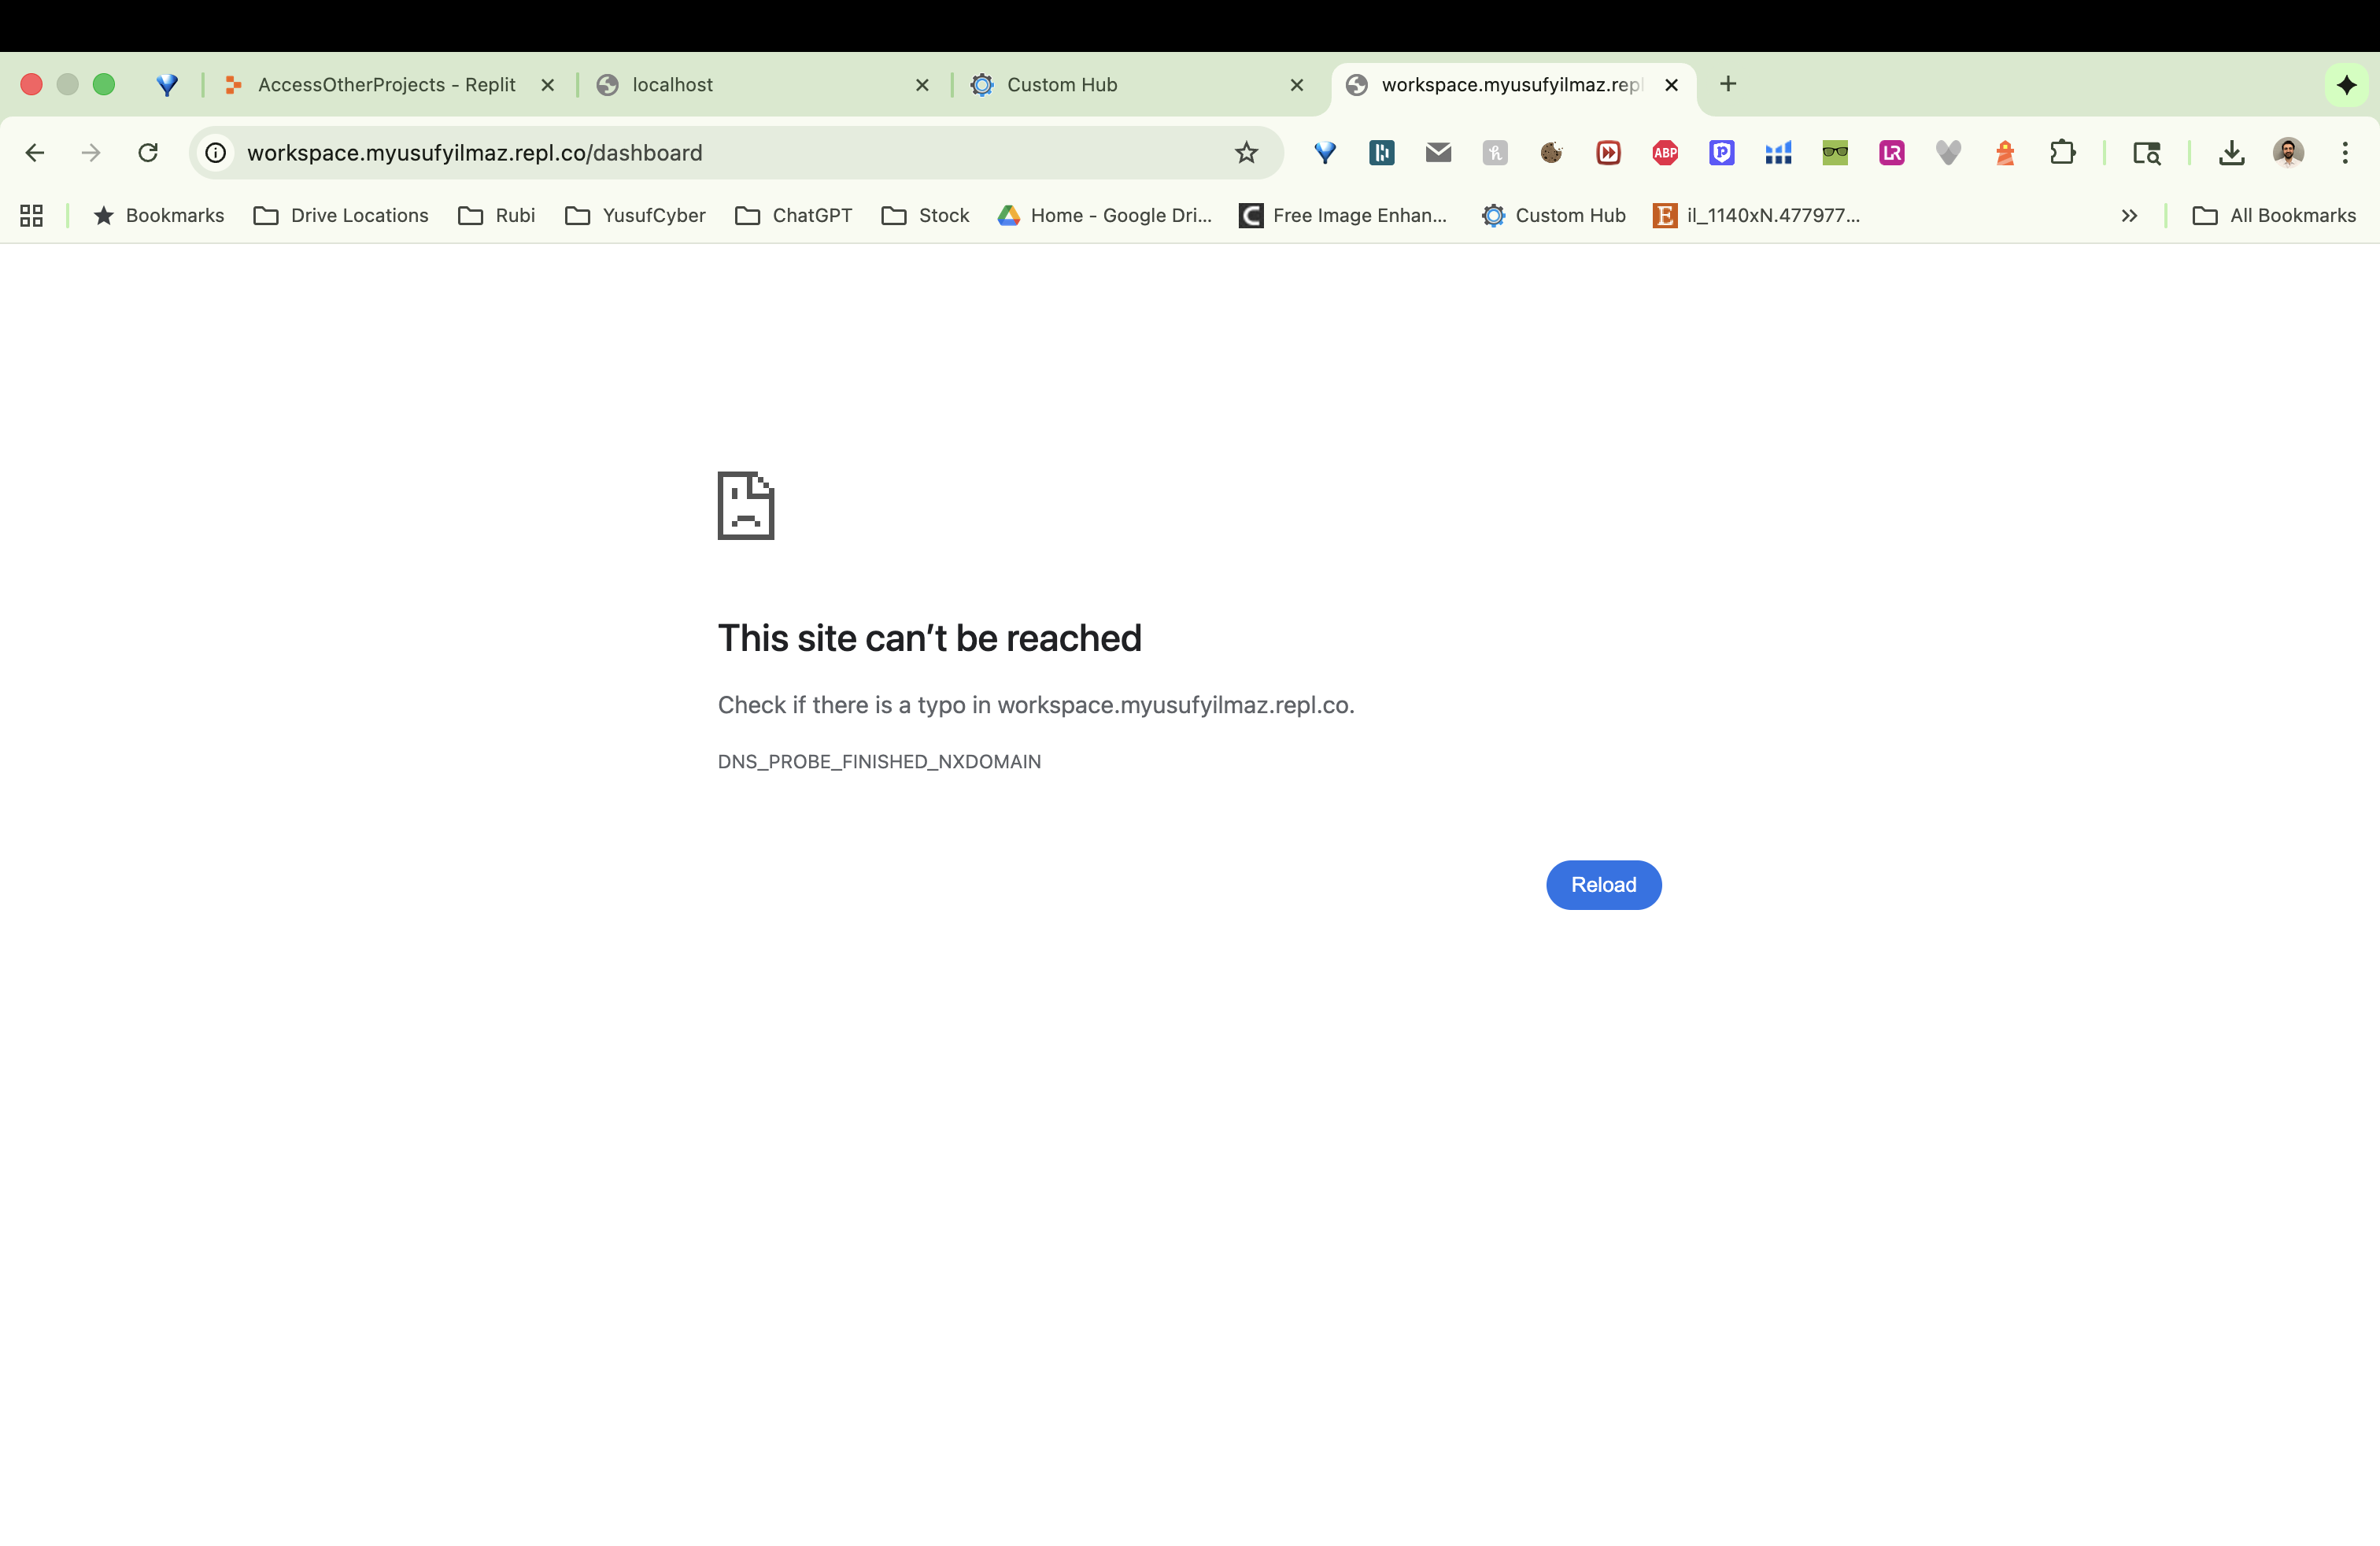 AccessOtherProjects - Replit
localhost
Custom Hub
workspace.myusufyilmaz.repl
workspace.myusufyilmaz.repl.co/dashboard
ABP
LR
Bookmarks
Drive Locations
Rubi
YusufCyber
ChatGPT
Stock
Home - Google Dri...
Free Image Enhan...
Custom Hub
E
il_1140xN.477977...
All Bookmarks
This site can’t be reached
Check if there is a typo in workspace.myusufyilmaz.repl.co.
DNS_PROBE_FINISHED_NXDOMAIN
Reload